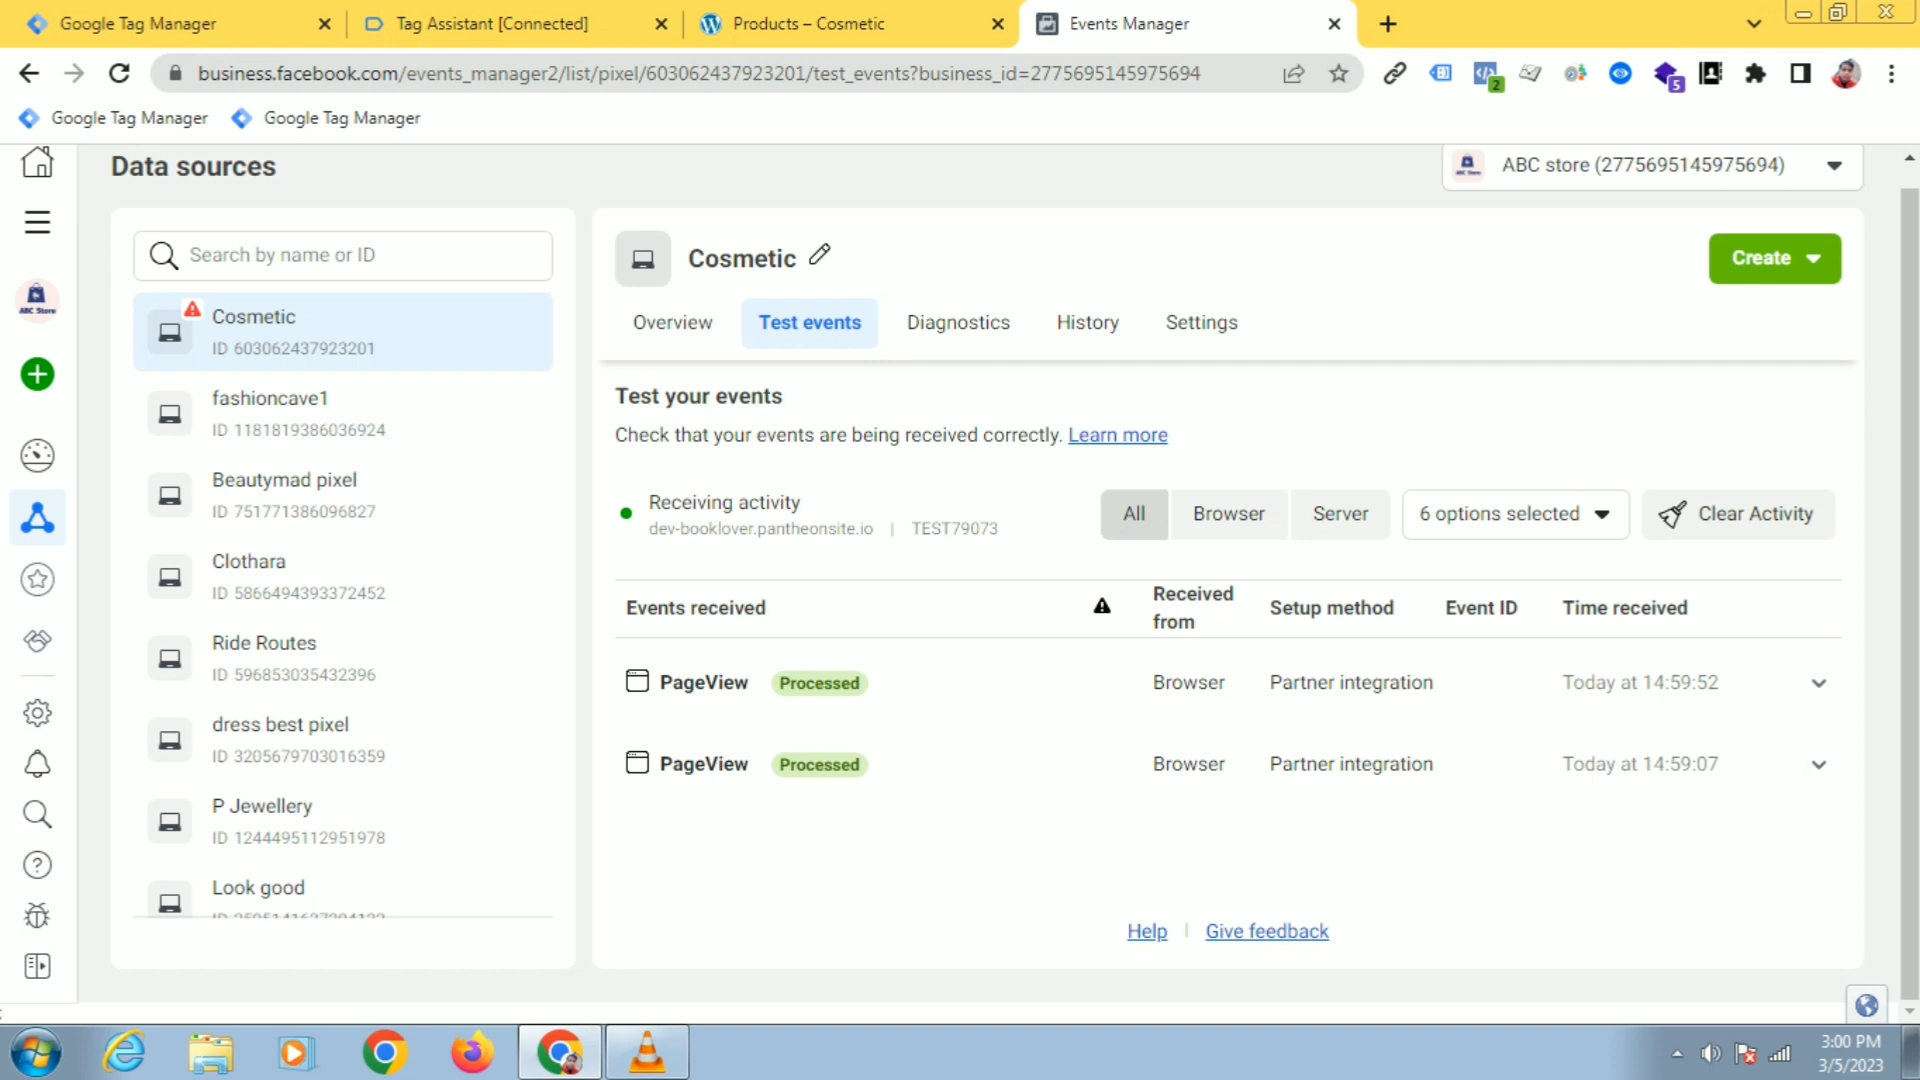 Google Tag Manager
Tag Assistant [Connected]
Products – Cosmetic
Events Manager
business.facebook.com/events_manager2/list/pixel/603062437923201/test_events?business_id=2775695145975694
2
5
Google Tag Manager
Google Tag Manager
Data sources
ABC store (2775695145975694)
ABC Store
Search by name or ID
Cosmetic
ID 603062437923201
fashioncave1
ID 1181819386036924
Beautymad pixel
ID 751771386096827
Clothara
ID 5866494393372452
Ride Routes
ID 596853035432396
dress best pixel
ID 3205679703016359
P Jewellery
ID 1244495112951978
Look good
Cosmetic
Create
Overview
Test events
Diagnostics
History
Settings
Test your events
Check that your events are being received correctly. Learn more
Receiving activity
dev-booklover.pantheonsite.io | TEST79073
All
Browser
Server
6 options selected
Clear Activity
Events received
Received from
Setup method
Event ID
Time received
PageView
Processed
Browser
Partner integration
Today at 14:59:52
PageView
Processed
Browser
Partner integration
Today at 14:59:07
Help
Give feedback
3:00 PM
3/5/2023